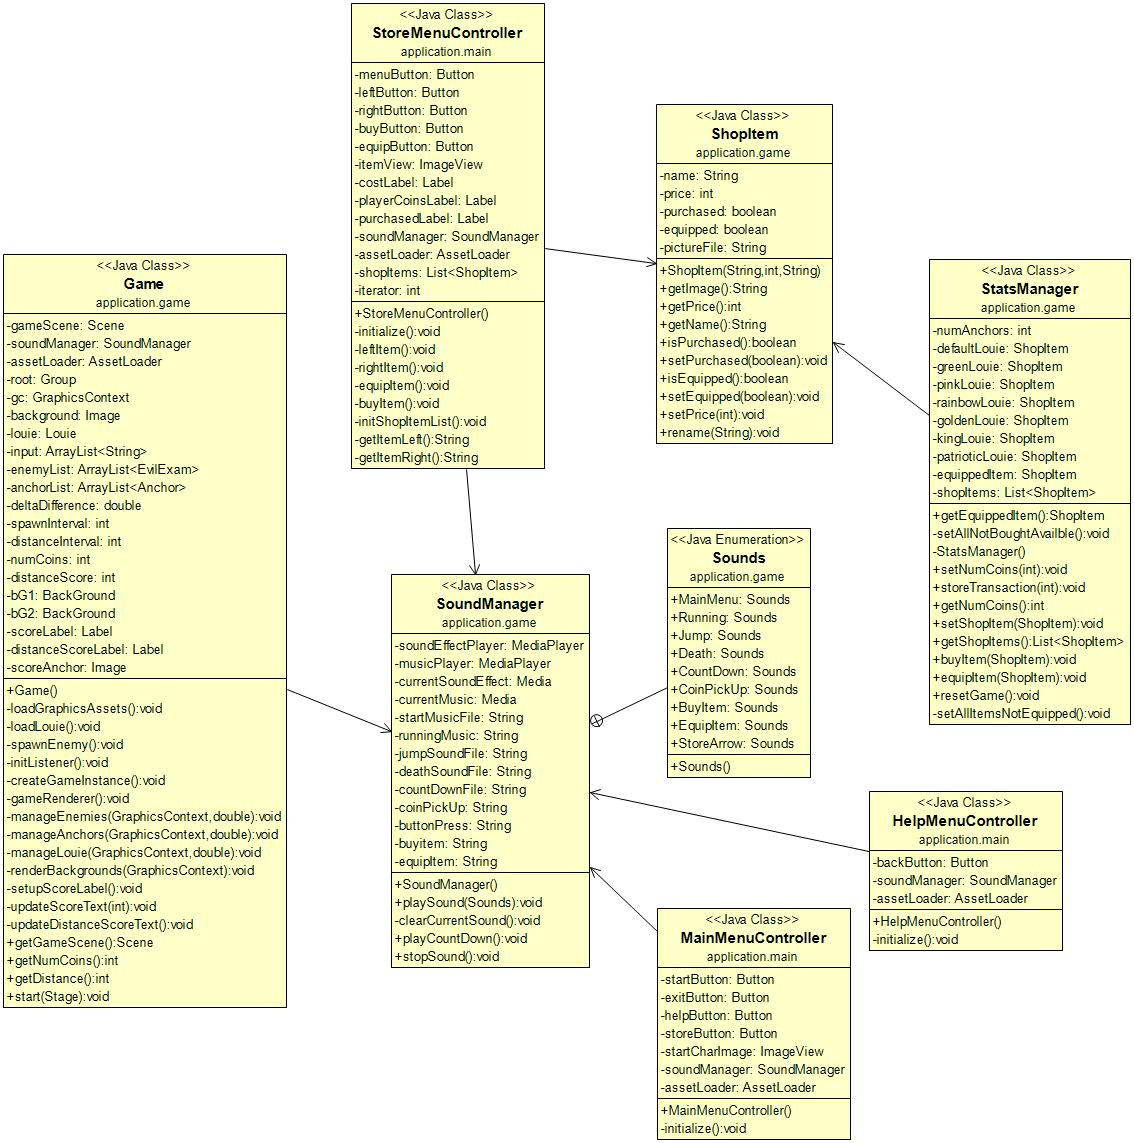 <<Java Class>>
StoreMenuController
application.main
-menuButton: Button
-leftButton: Button
-rightButton: Button
-buyButton: Button
-equipButton: Button
-itemView: ImageView
-costLabel: Label
-playerCoinsLabel: Label
-purchasedLabel: Label
-soundManager: SoundManager
-assetLoader: AssetLoader
-shopItems: List<ShopItem>
-iterator: int
+StoreMenuController()
-initialize():void
-leftItem():void
-rightItem():void
-equipItem():void
-buyItem():void
-initShopItemList():void
-getItemLeft():String
-getItemRight():String
<<Java Class>>
ShopItem
application.game
-name: String
-price: int
-purchased: boolean
-equipped: boolean
-pictureFile: String
+ShopItem(String,int,String)
+getImage():String
+getPrice():int
+getName():String
+isPurchased():boolean
+setPurchased(boolean):void
+isEquipped():boolean
+setEquipped(boolean):void
+setPrice(int):void
+rename(String):void
<<Java Class>>
Game
application.game
-gameScene: Scene
-soundManager: SoundManager
-assetLoader: AssetLoader
-root: Group
-gc: GraphicsContext
-background: Image
-louie: Louie
-input: ArrayList<String>
-enemyList: ArrayList<EvilExam>
-anchorList: ArrayList<Anchor>
-deltaDifference: double
-spawnInterval: int
-distanceInterval: int
-numCoins: int
-distanceScore: int
-bG1: BackGround
-bG2: BackGround
-scoreLabel: Label
-distanceScoreLabel: Label
-scoreAnchor: Image
+Game()
-loadGraphicsAssets():void
-loadLouie():void
-spawnEnemy():void
-initListener():void
-createGameInstance():void
-gameRenderer():void
-manageEnemies(GraphicsContext,double):void
-manageAnchors(GraphicsContext,double):void
-manageLouie(GraphicsContext,double):void
-renderBackgrounds(GraphicsContext):void
-setupScoreLabel():void
-updateScoreText(int):void
-updateDistanceScoreText():void
+getGameScene():Scene
+getNumCoins():int
+getDistance():int
+start(Stage):void
<<Java Class>>
StatsManager
application.game
-numAnchors: int
-defaultLouie: ShopItem
-greenLouie: ShopItem
-pinkLouie: ShopItem
-rainbowLouie: ShopItem
-goldenLouie: ShopItem
-kingLouie: ShopItem
-patrioticLouie: ShopItem
-equippedItem: ShopItem
-shopItems: List<ShopItem>
+getEquippedItem():ShopItem
-setAllNotBoughtAvailble():void
-StatsManager()
+setNumCoins(int):void
+storeTransaction(int):void
+getNumCoins():int
+setShopItem(ShopItem):void
+getShopItems():List<ShopItem>
+buyItem(ShopItem):void
+equipItem(ShopItem):void
+resetGame():void
-setAllItemsNotEquipped():void
<<Java Enumeration>>
Sounds
application.game
+MainMenu: Sounds
+Running: Sounds
+Jump: Sounds
+Death: Sounds
+CountDown: Sounds
+CoinPickUp: Sounds
+BuyItem: Sounds
+EquipItem: Sounds
+StoreArrow: Sounds
+Sounds()
<<Java Class>>
SoundManager
application.game
-soundEffectPlayer: MediaPlayer
-musicPlayer: MediaPlayer
-currentSoundEffect: Media
-currentMusic: Media
-startMusicFile: String
-runningMusic: String
-jumpSoundFile: String
-deathSoundFile: String
-countDownFile: String
-coinPickUp: String
-buttonPress: String
-buyitem: String
-equipItem: String
+SoundManager()
+playSound(Sounds):void
-clearCurrentSound():void
+playCountDown():void
+stopSound():void
<<Java Class>>
HelpMenuController
application.main
-backButton: Button
-soundManager: SoundManager
-assetLoader: AssetLoader
+HelpMenuController()
-initialize():void
<<Java Class>>
MainMenuController
application.main
-startButton: Button
-exitButton: Button
-helpButton: Button
-storeButton: Button
-startCharImage: ImageView
-soundManager: SoundManager
-assetLoader: AssetLoader
+MainMenuController()
-initialize():void